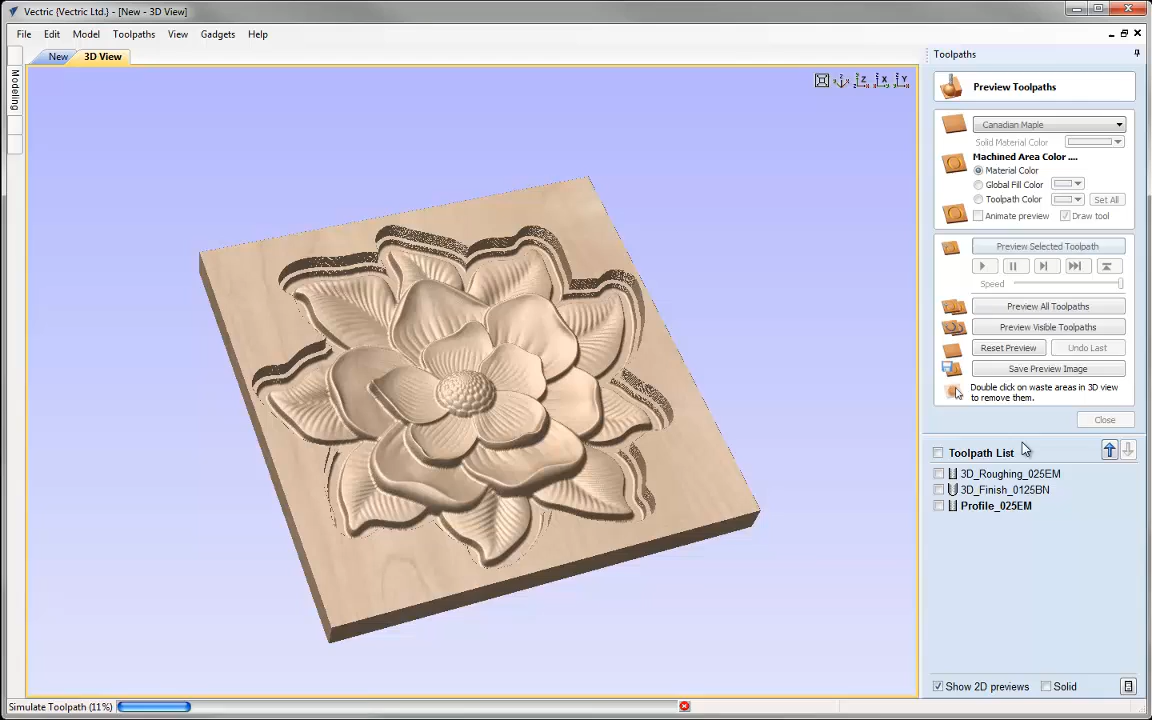 Vectric {Vectric Ltd.} - [New - 3D View]
File Edit Model Toolpaths View Gadgets Help
New 3D View
Modeling
Toolpaths
Preview Toolpaths
Canadian Maple
Solid Material Color
Machined Area Color ....
Material Color
Global Fill Color
Toolpath Color Set All
Animate preview Draw tool
Preview Selected Toolpath
Speed
Preview All Toolpaths
Preview Visible Toolpaths
Reset Preview Undo Last
Save Preview Image
Double click on waste areas in 3D view
to remove them.
Close
Toolpath List
3D_Roughing_025EM
3D_Finish_0125BN
Profile_025EM
Show 2D previews Solid
Simulate Toolpath (11%)